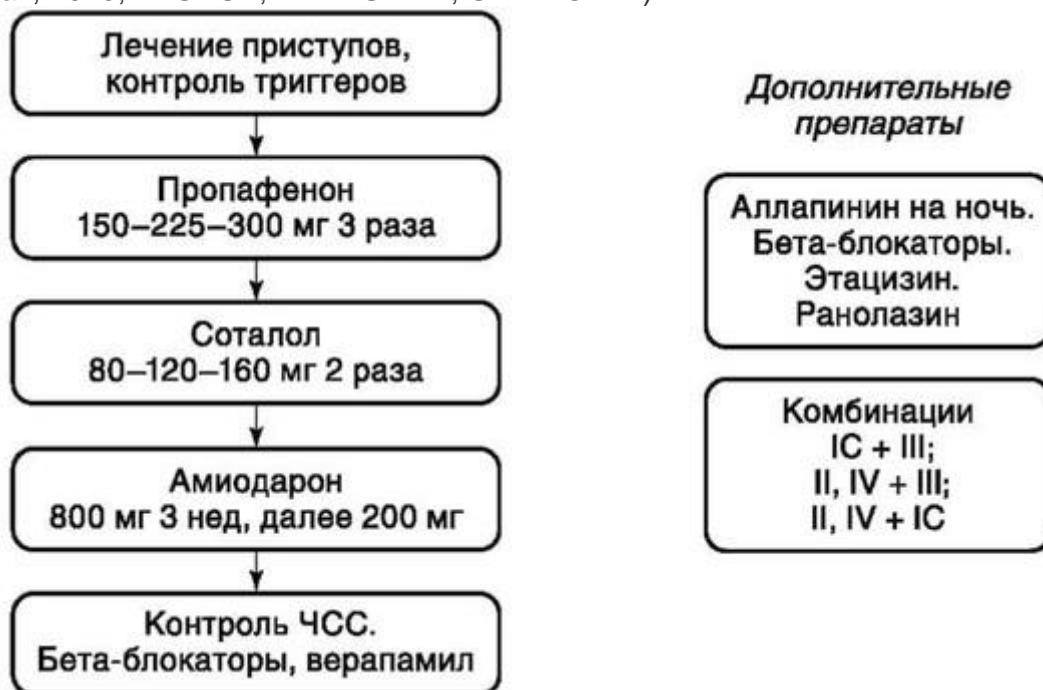 Лечение приступов,
контроль триггеров
Пропафенон
150–225–300 мг 3 раза
Соталол
80–120–160 мг 2 раза
Амиодарон
800 мг 3 нед, далее 200 мг
Контроль ЧСС.
Бета-блокаторы, верапамил
Дополнительные
препараты
Аллапинин на ночь.
Бета-блокаторы.
Этацизин.
Ранолазин
Комбинации
IC + III;
II, IV + III;
II, IV + IC